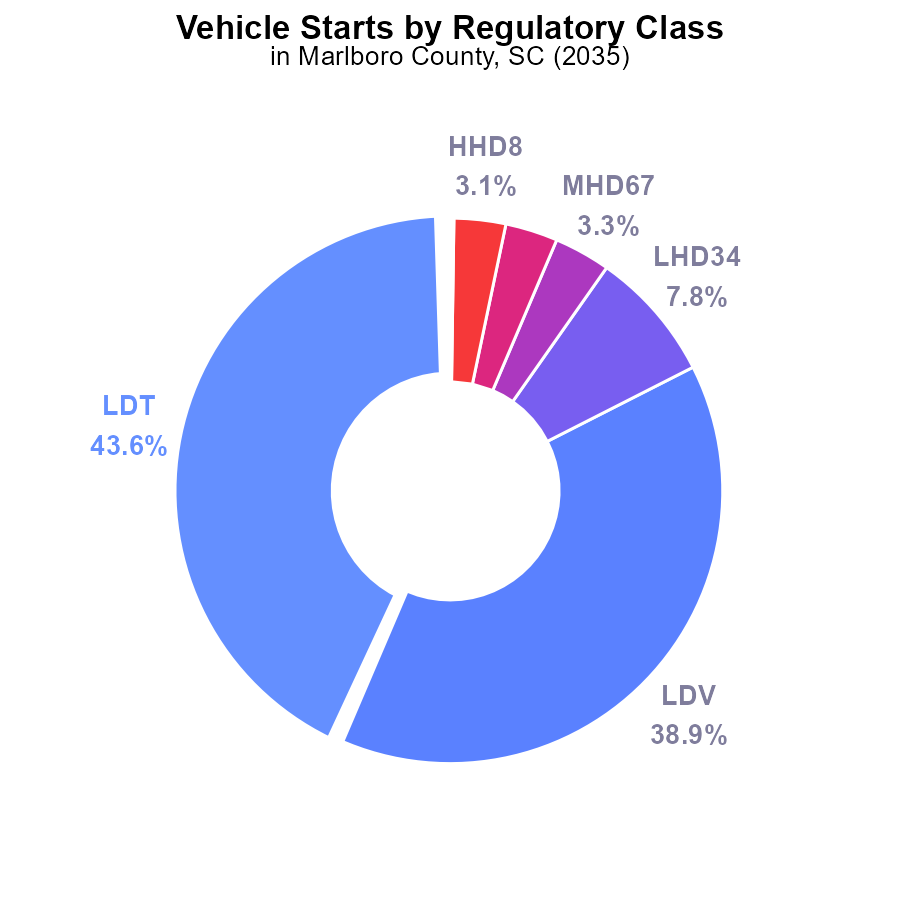 Vehicle Starts by Regulatory Class
in Marlboro County, SC (2035)
HHD8
3.1%
MHD67
3.3%
LHD34
7.8%
LDT
43.6%
LDV
38.9%